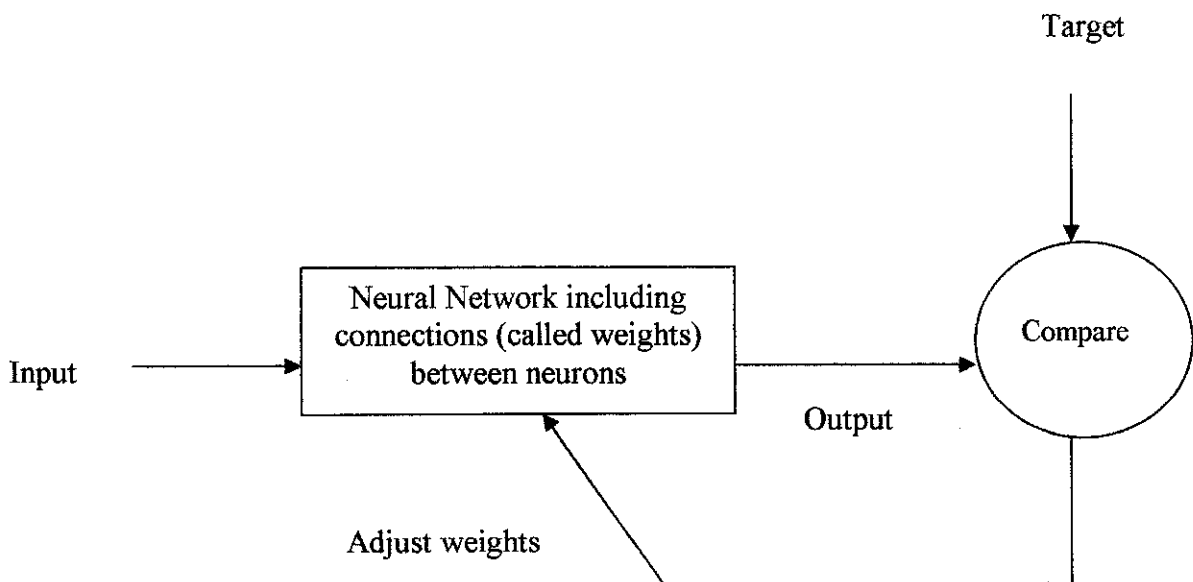 Target
Neural Network including
connections (called weights)
between neurons
Compare
Input
Output
Adjust weights